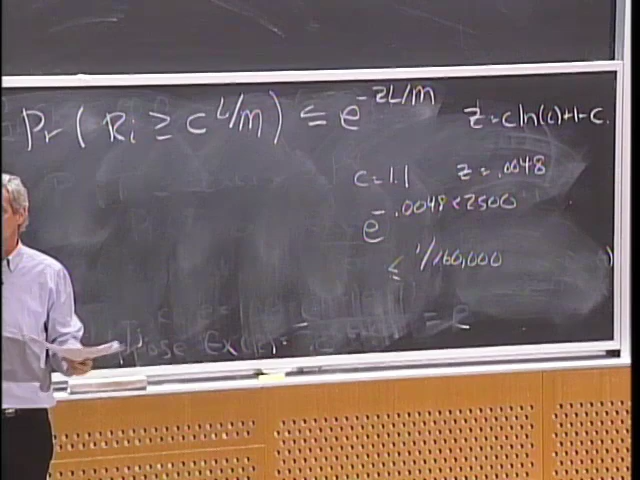 Pr ( Ri ≥ c L/m ) ≤ e^-zL/m
z = c ln(c) + 1 - c.
c = 1.1 z = .0048
e^- .0048 × 2500
≤ 1/160,000